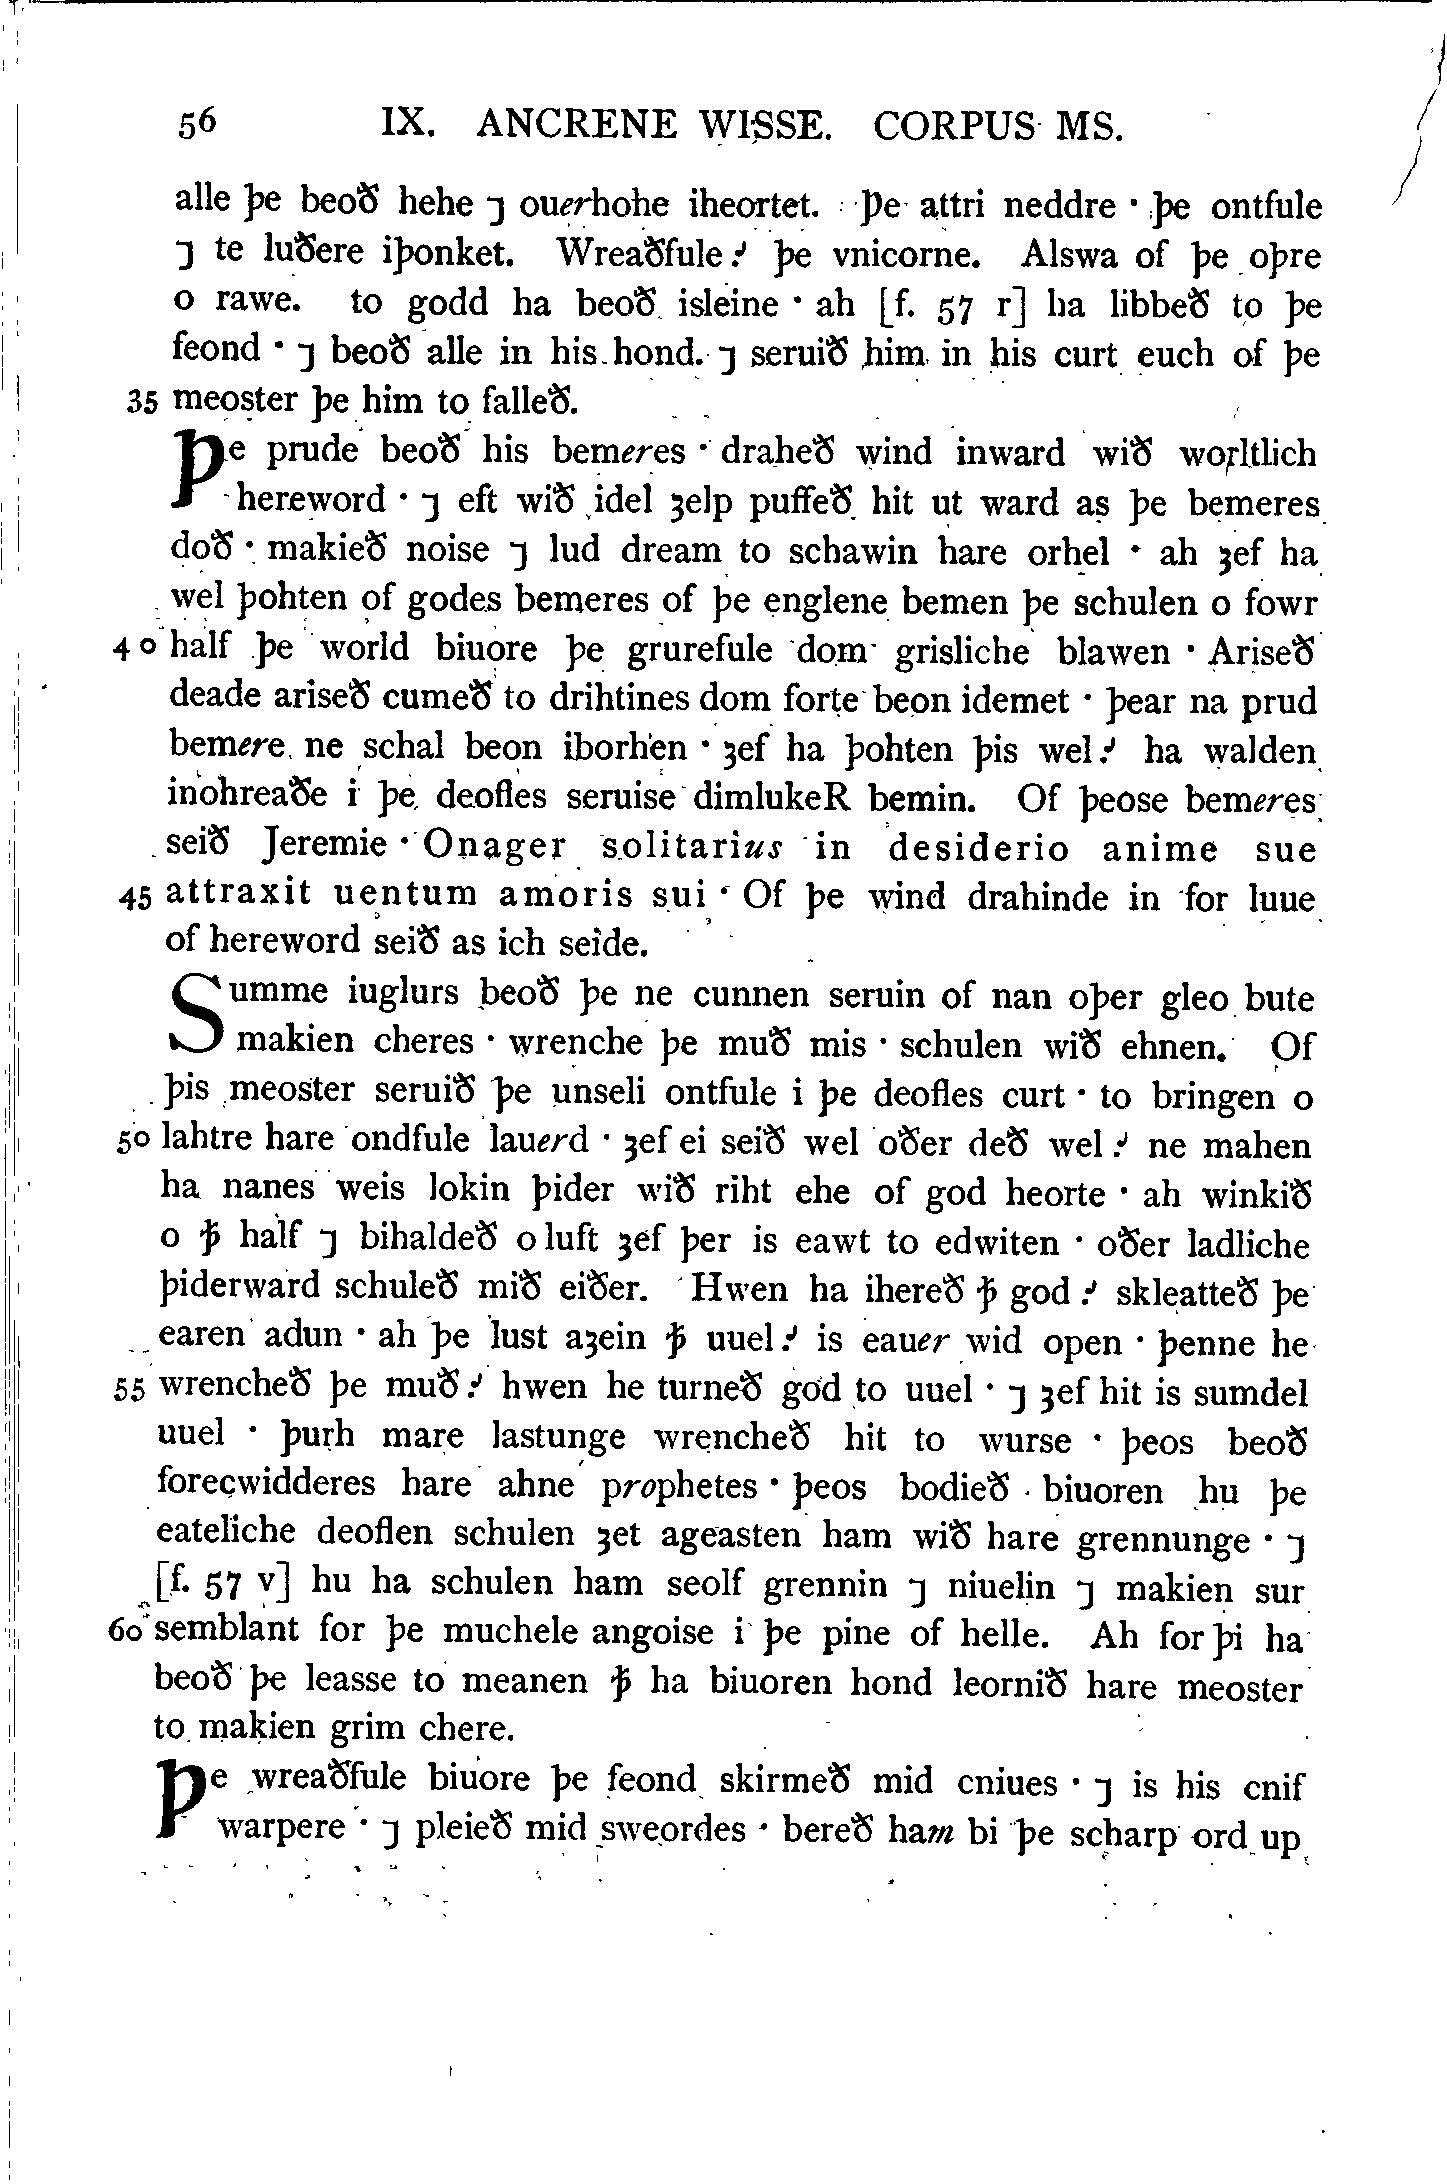 56 IX. ANCRENE WISSE. CORPUS MS.
alle þe beoð hehe ⁊ ouerhohe iheortet. Þe attri neddre · þe ontfule
⁊ te luðere iþonket. Wreaðfule؛ þe vnicorne. Alswa of þe oþre
o rawe. to godd ha beoð isleine · ah [f. 57 r] ha libbeð to þe
feond · ⁊ beoð alle in his hond. ⁊ seruið him in his curt euch of þe
35 meoster þe him to falleð.
Þe prude beoð his bemeres · draheð wind inward wið worltlich
hereword · ⁊ eft wið idel ȝelp puffeð hit ut ward as þe bemeres
doð · makieð noise ⁊ lud dream to schawin hare orhel · ah ȝef ha
wel þohten of godes bemeres of þe englene bemen þe schulen o fowr
40 half þe world biuore þe grurefule dom grisliche blawen · Ariseð
deade ariseð cumeð to drihtines dom forte beon idemet · þear na prud
bemere ne schal beon iborhen · ȝef ha þohten þis wel؛ ha walden
inohreaðe i þe deofles seruise dimlukeR bemin. Of þeose bemeres
seið Jeremie · Onager solitarius in desiderio anime sue
45 attraxit uentum amoris sui · Of þe wind drahinde in for luue
of hereword seið as ich seide.
Summe iuglurs beoð þe ne cunnen seruin of nan oþer gleo bute
makien cheres · wrenche þe muð mis · schulen wið ehnen. Of
þis meoster seruið þe unseli ontfule i þe deofles curt · to bringen o
50 lahtre hare ondfule lauerd · ȝef ei seið wel oðer deð wel؛ ne mahen
ha nanes weis lokin þider wið riht ehe of god heorte · ah winkið
o ꝥ half ⁊ bihaldeð o luft ȝef þer is eawt to edwiten · oðer ladliche
þiderward schuleð mið eiðer. Hwen ha ihereð ꝥ god؛ skleatteð þe
earen adun · ah þe lust aȝein ꝥ uuel؛ is eauer wid open · þenne he
55 wrencheð þe muð؛ hwen he turneð god to uuel · ⁊ ȝef hit is sumdel
uuel · þurh mare lastunge wrencheð hit to wurse · þeos beoð
forecwidderes hare ahne prophetes · þeos bodieð biuoren hu þe
eateliche deoflen schulen ȝet ageasten ham wið hare grennunge · ⁊
[f. 57 v] hu ha schulen ham seolf grennin ⁊ niuelin ⁊ makien sur
60 semblant for þe muchele angoise i þe pine of helle. Ah for þi ha
beoð þe leasse to meanen ꝥ ha biuoren hond leornið hare meoster
to makien grim chere.
Þe wreaðfule biuore þe feond skirmeð mid cniues · ⁊ is his cnif
warpere · ⁊ pleieð mid sweordes · bereð ham bi þe scharp ord up